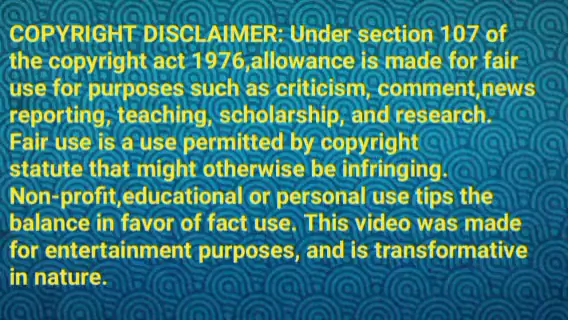 COPYRIGHT DISCLAIMER: Under section 107 of
the copyright act 1976,allowance is made for fair
use for purposes such as criticism, comment,news
reporting, teaching, scholarship, and research.
Fair use is a use permitted by copyright
statute that might otherwise be infringing.
Non-profit,educational or personal use tips the
balance in favor of fact use. This video was made
for entertainment purposes, and is transformative
in nature.